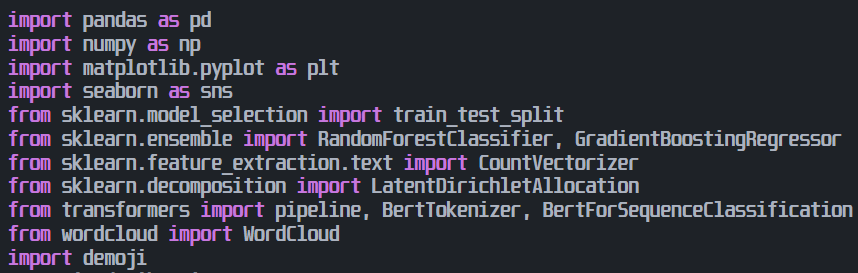 import pandas as pd
import numpy as np
import matplotlib.pyplot as plt
import seaborn as sns
from sklearn.model_selection import train_test_split
from sklearn.ensemble import RandomForestClassifier, GradientBoostingRegressor
from sklearn.feature_extraction.text import CountVectorizer
from sklearn.decomposition import LatentDirichletAllocation
from transformers import pipeline, BertTokenizer, BertForSequenceClassification
from wordcloud import WordCloud
import demoji